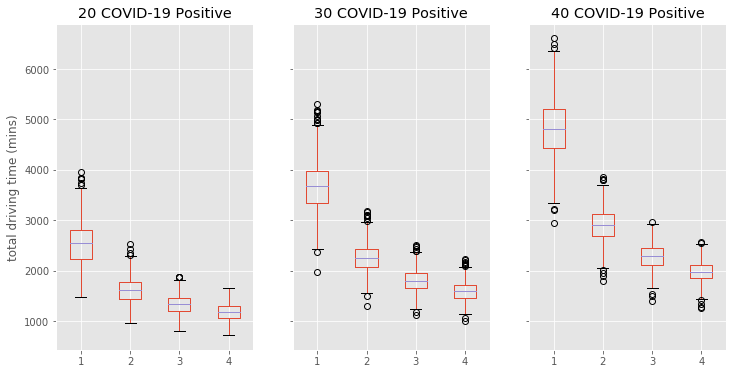 20 COVID-19 Positive
30 COVID-19 Positive
40 COVID-19 Positive
total driving time (mins)
6000
5000
4000
3000
2000
1000
1 2 3 4
1 2 3 4
1 2 3 4